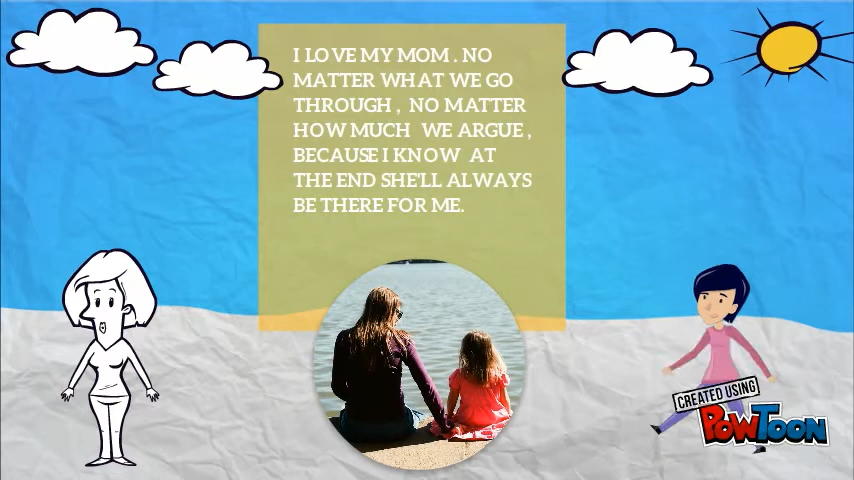 I LOVE MY MOM . NO
MATTER WHAT WE GO
THROUGH , NO MATTER
HOW MUCH WE ARGUE ,
BECAUSE I KNOW AT
THE END SHE'LL ALWAYS
BE THERE FOR ME.
CREATED USING
POWTOON